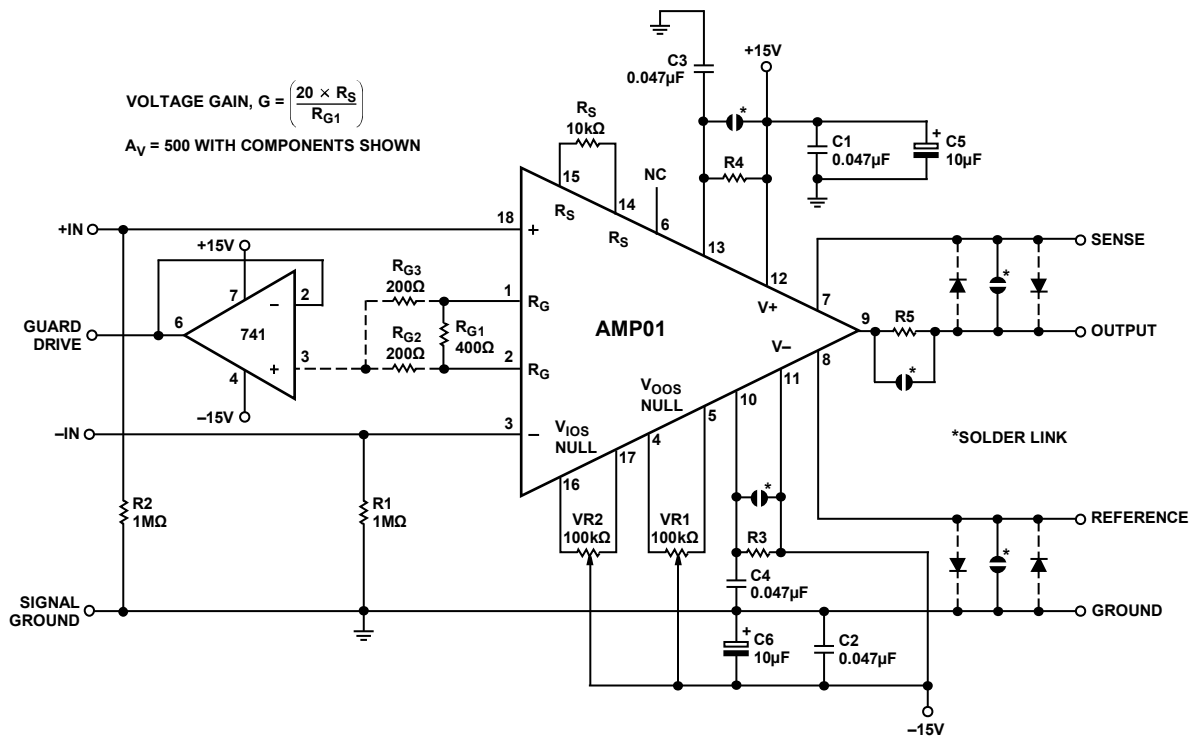 VOLTAGE GAIN, G = (20 × RS / RG1)
AV = 500 WITH COMPONENTS SHOWN
C3
0.047µF
+15V
*
R4
C1
0.047µF
+
C5
10µF
RS
10kΩ
15
14
RS
RS
NC
6
13
12
V+
+IN
18
+
+15V
7
2
–
GUARD
DRIVE
6
741
3
+
4
–15V
RG3
200Ω
RG2
200Ω
RG1
400Ω
1
RG
2
RG
AMP01
7
9
R5
*
V–
8
11
10
SENSE
*
OUTPUT
–IN
3
–
VIOS
NULL
VOOS
NULL
16
17
4
5
*SOLDER LINK
R2
1MΩ
R1
1MΩ
VR2
100kΩ
VR1
100kΩ
*
R3
C4
0.047µF
REFERENCE
*
SIGNAL
GROUND
GROUND
+
C6
10µF
C2
0.047µF
–15V